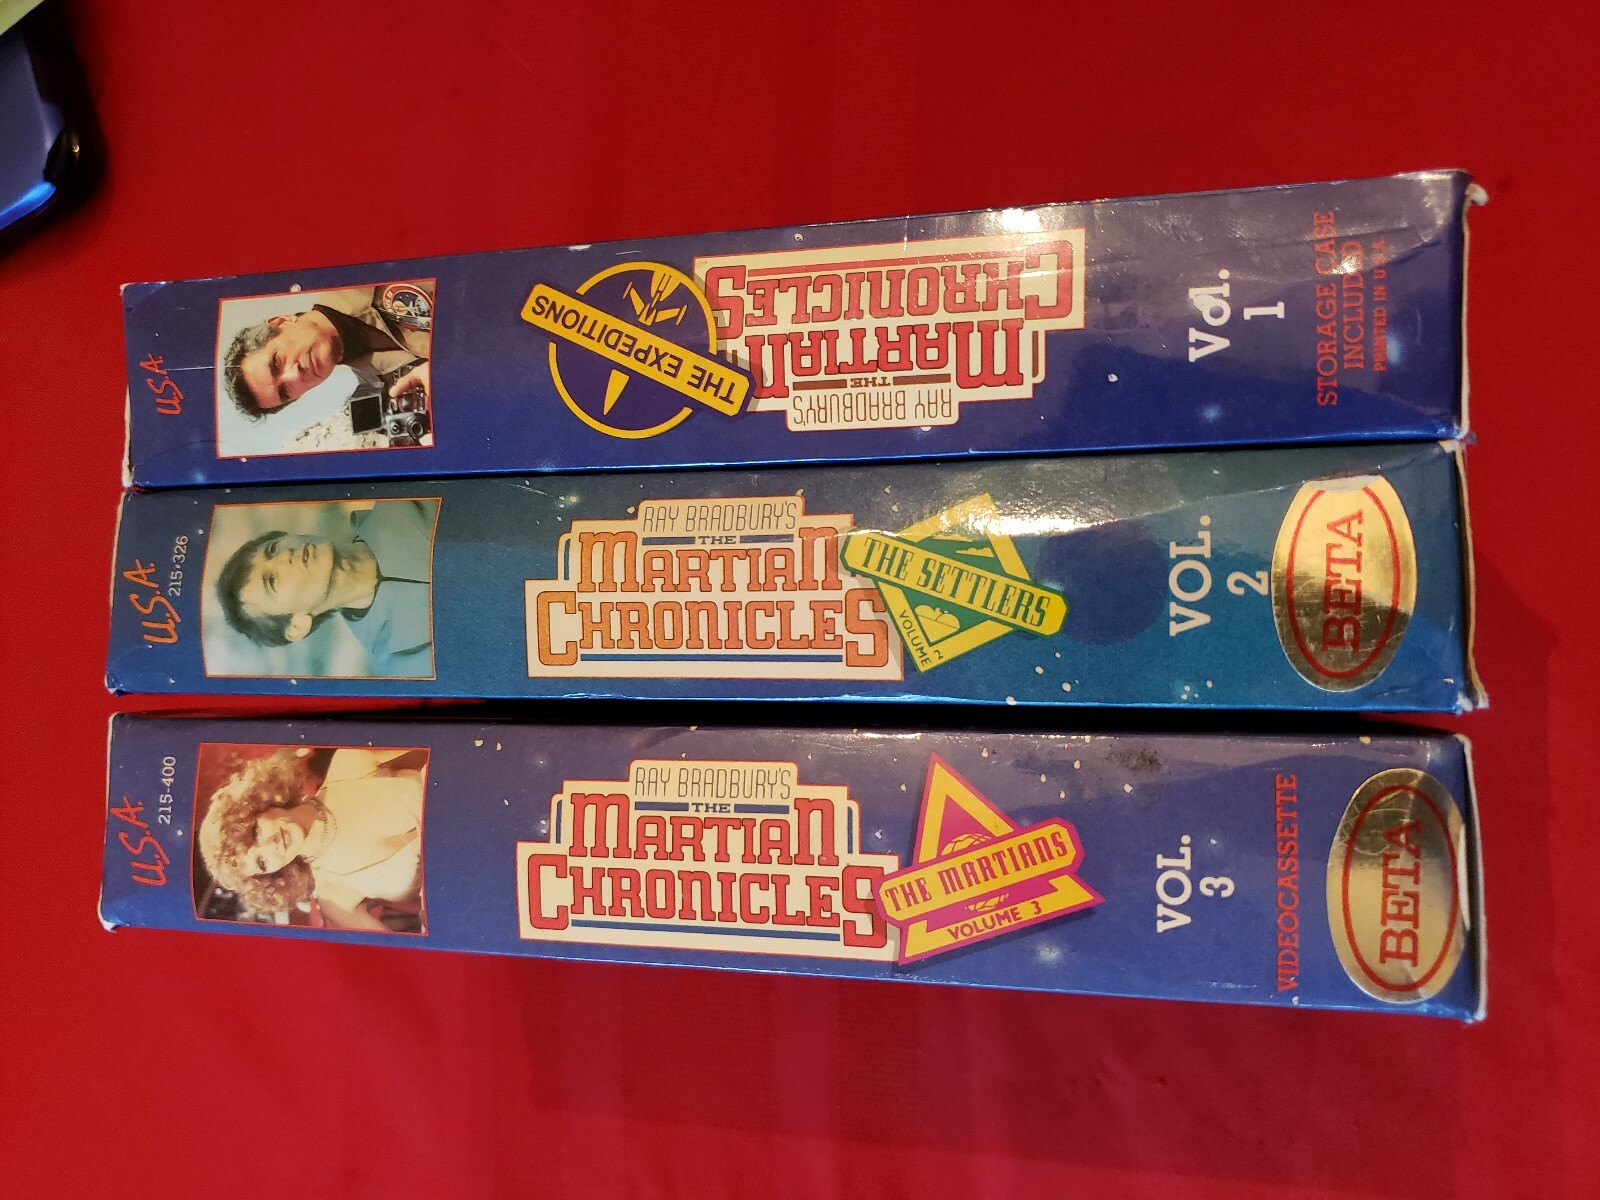 U.S.A.
THE EXPEDITIONS
RAY BRADBURY'S
THE
MARTIAN
CHRONICLES
Vol.
1
STORAGE CASE
INCLUDED
PRINTED IN U.S.A.
U.S.A.
215-326
RAY BRADBURY'S
THE
MARTIAN
CHRONICLES
THE SETTLERS
VOLUME 2
VOL.
2
BETA
U.S.A.
215-400
RAY BRADBURY'S
THE
MARTIAN
CHRONICLES
THE MARTIANS
VOLUME 3
VOL.
3
VIDEOCASSETTE
BETA